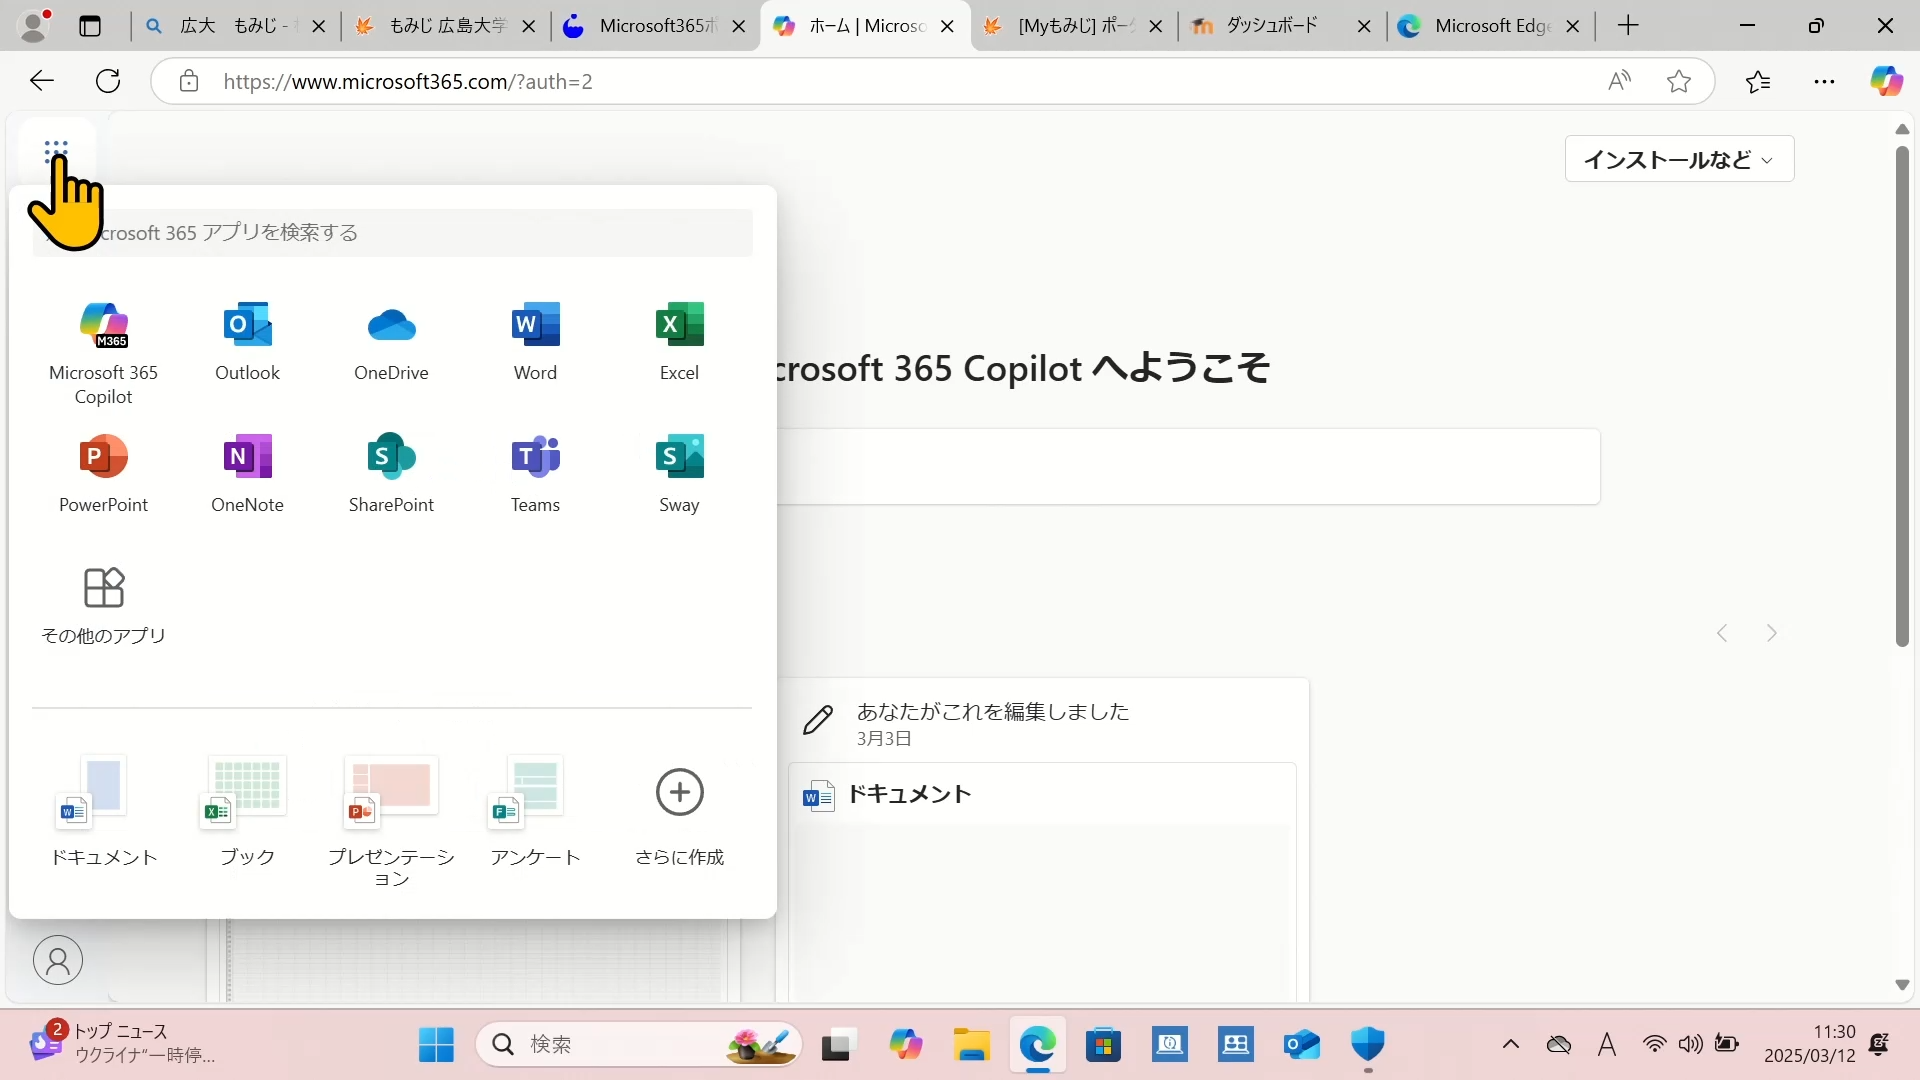 広大 もみじ -
もみじ 広島大学
Microsoft365ポ
ホーム | Microso
[Myもみじ] ポー
ダッシュボード
Microsoft Edge
https://www.microsoft365.com/?auth=2
インストールなど
crosoft 365 アプリを検索する
M365
Microsoft 365
Copilot
Outlook
OneDrive
Word
Excel
crosoft 365 Copilot へようこそ
PowerPoint
OneNote
SharePoint
Teams
Sway
その他のアプリ
あなたがこれを編集しました
3月3日
ドキュメント
ドキュメント
ブック
プレゼンテーシ
ョン
アンケート
さらに作成
2
トップ ニュース
ウクライナ"一時停...
検索
A
11:30
2025/03/12